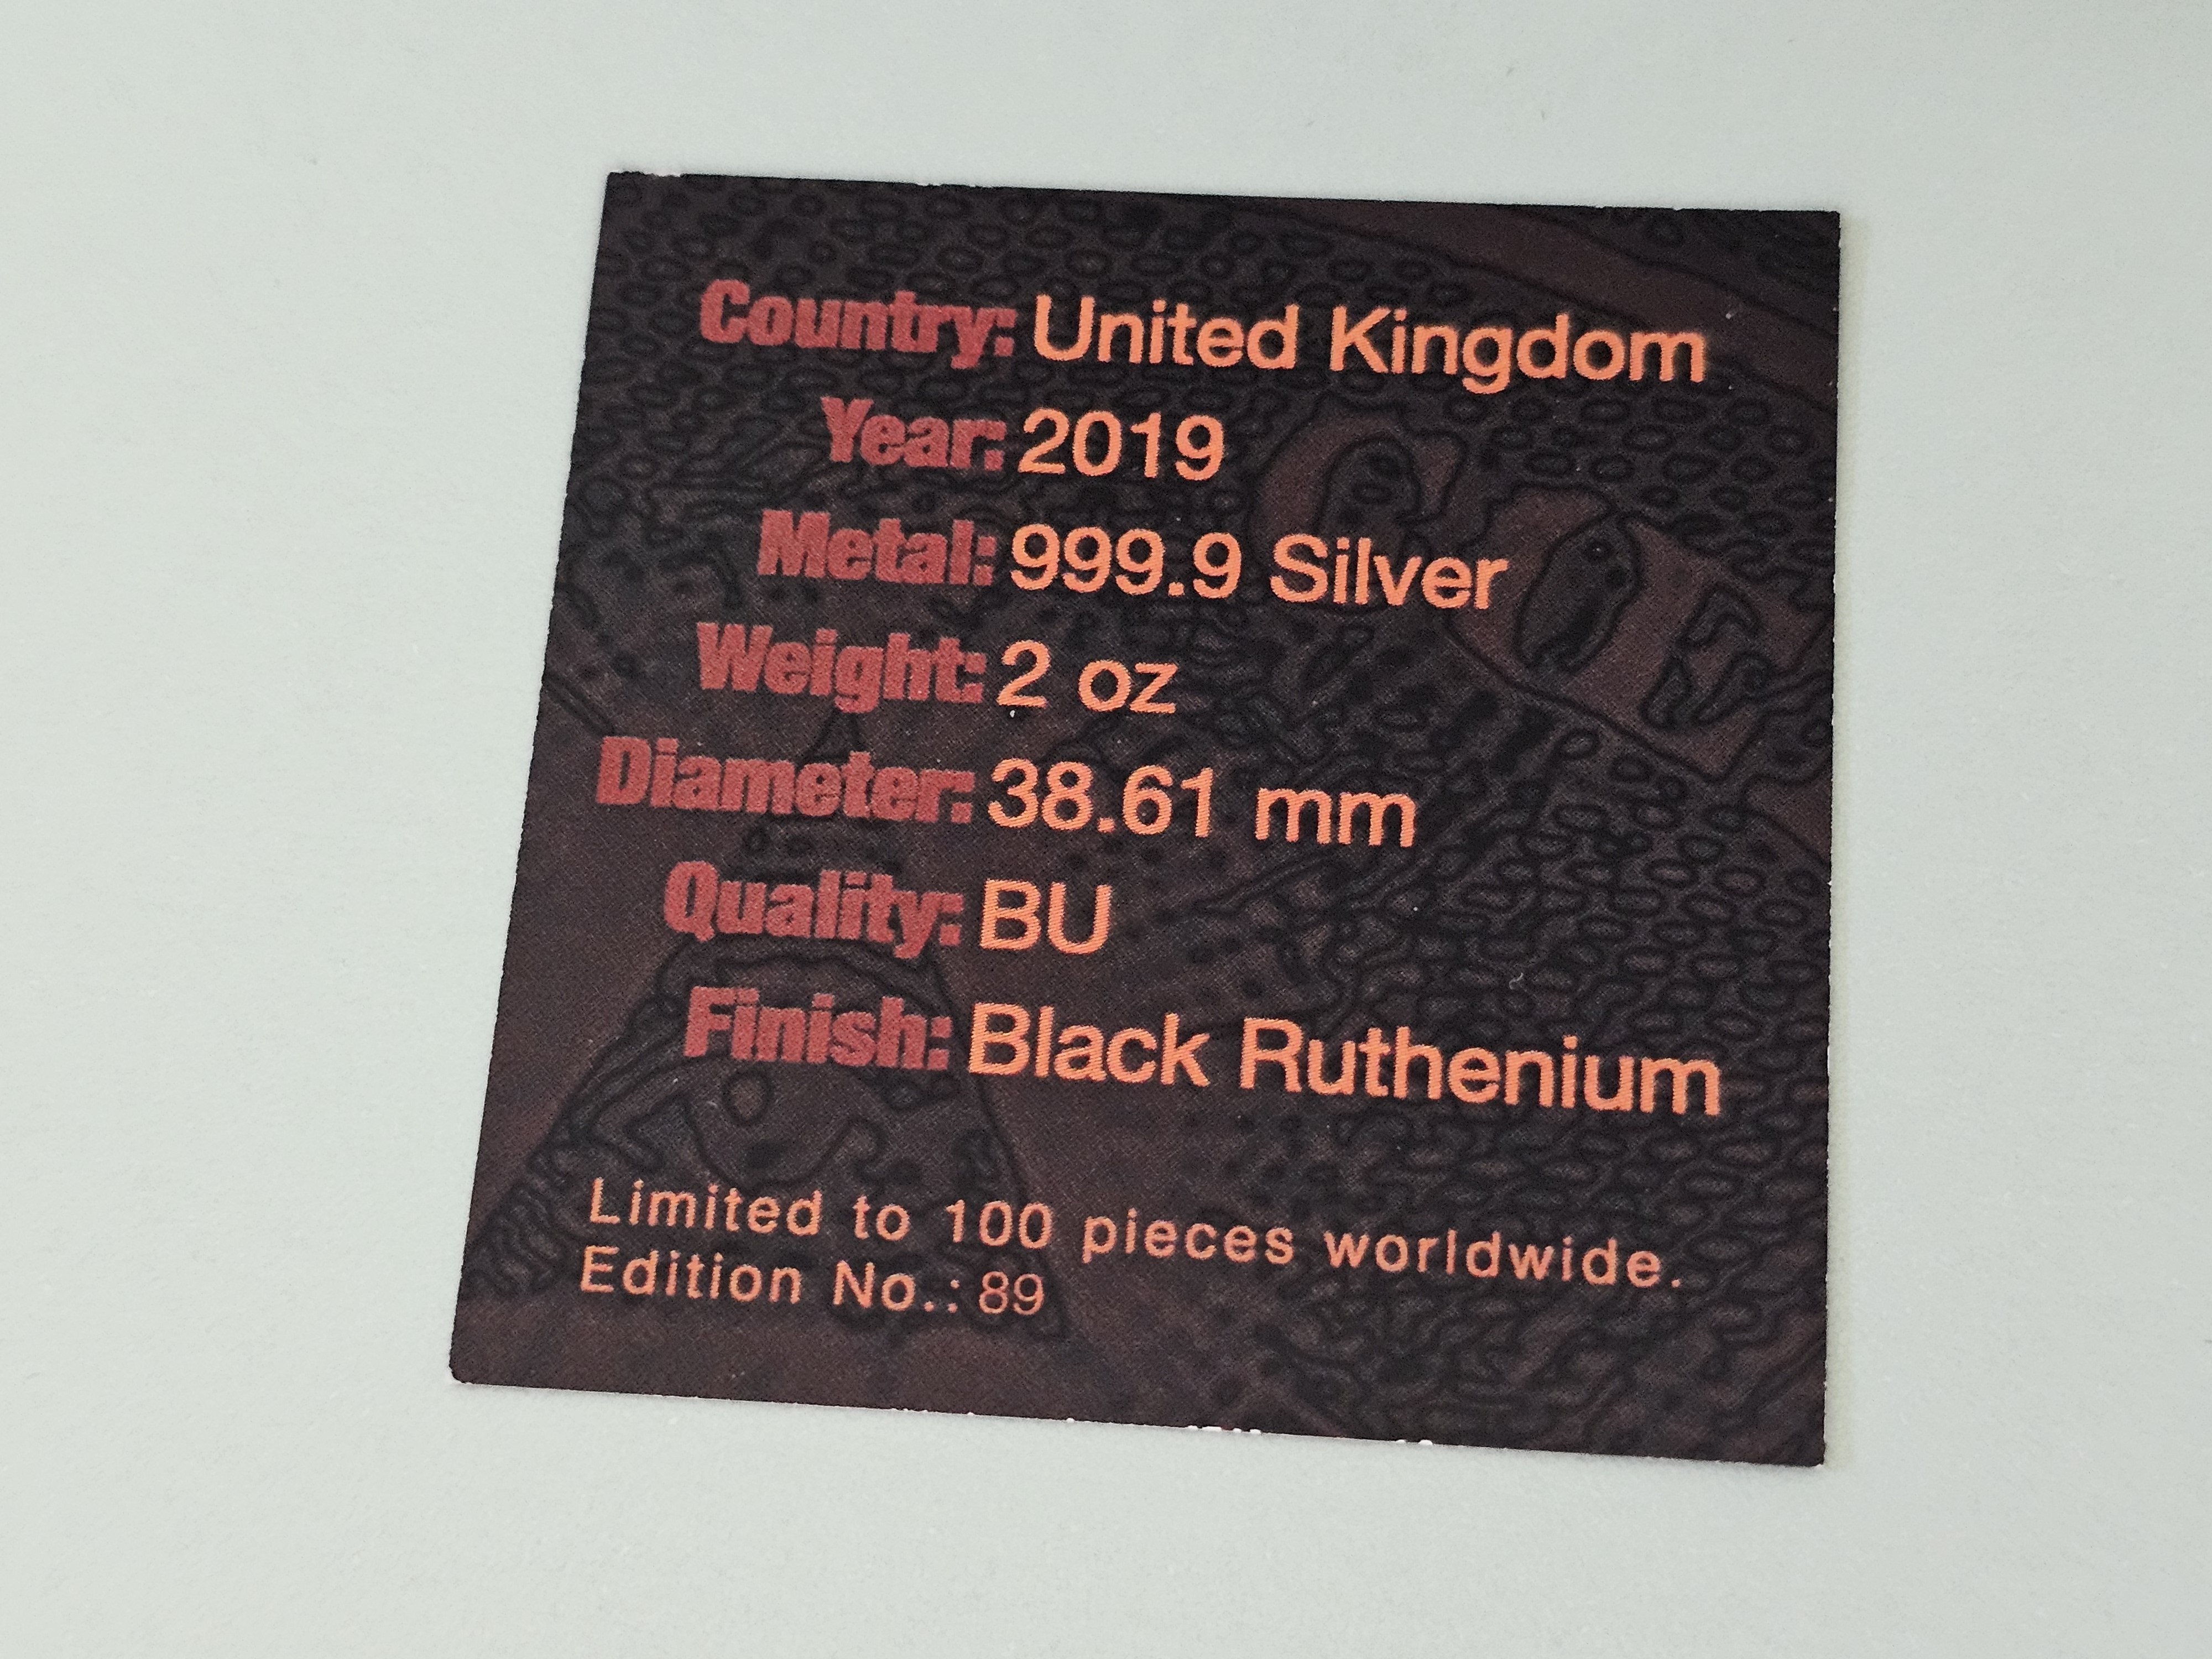 Country: United Kingdom
Year: 2019
Metal: 999.9 Silver
Weight: 2 oz
Diameter: 38.61 mm
Quality: BU
Finish: Black Ruthenium
Limited to 100 pieces worldwide.
Edition No.: 89